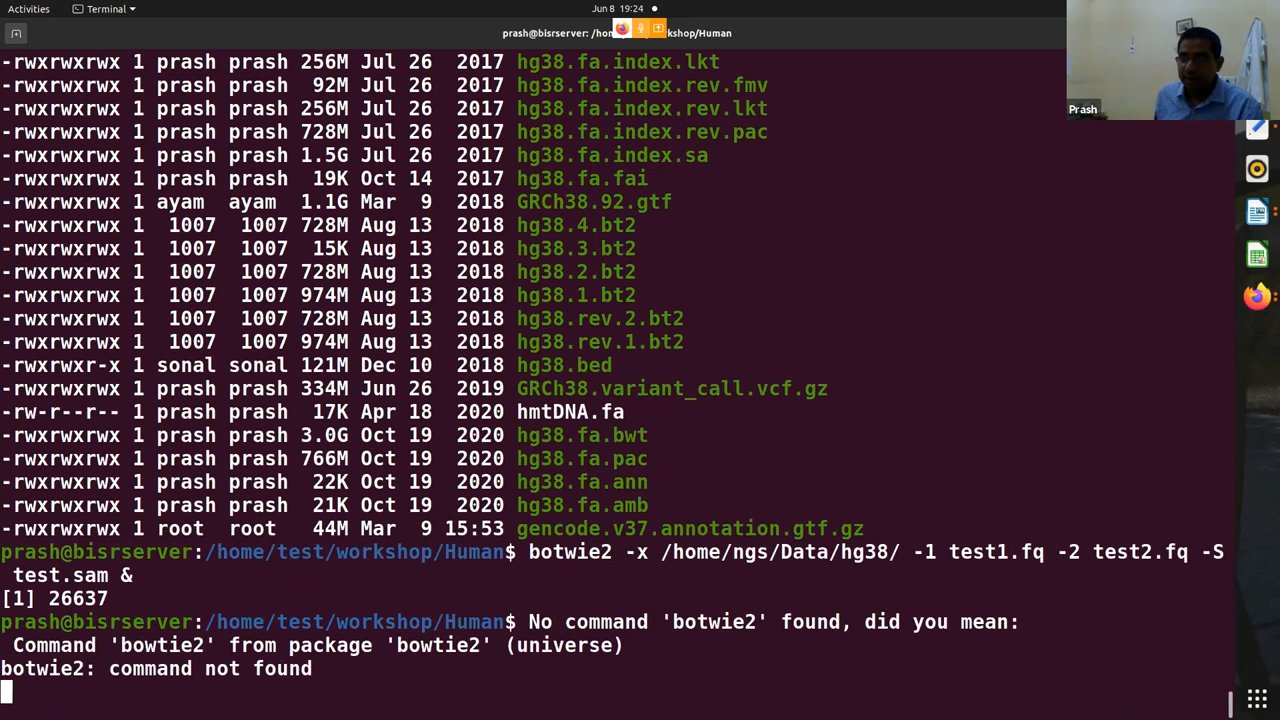 Activities
Terminal
Jun 8 19:24
prash@bisrserver: /hom
kshop/Human
Prash
-rwxrwxrwx 1 prash prash 256M Jul 26 2017 hg38.fa.index.lkt
-rwxrwxrwx 1 prash prash 92M Jul 26 2017 hg38.fa.index.rev.fmv
-rwxrwxrwx 1 prash prash 256M Jul 26 2017 hg38.fa.index.rev.lkt
-rwxrwxrwx 1 prash prash 728M Jul 26 2017 hg38.fa.index.rev.pac
-rwxrwxrwx 1 prash prash 1.5G Jul 26 2017 hg38.fa.index.sa
-rwxrwxrwx 1 prash prash 19K Oct 14 2017 hg38.fa.fai
-rwxrwxrwx 1 ayam ayam 1.1G Mar 9 2018 GRCh38.92.gtf
-rwxrwxrwx 1 1007 1007 728M Aug 13 2018 hg38.4.bt2
-rwxrwxrwx 1 1007 1007 15K Aug 13 2018 hg38.3.bt2
-rwxrwxrwx 1 1007 1007 728M Aug 13 2018 hg38.2.bt2
-rwxrwxrwx 1 1007 1007 974M Aug 13 2018 hg38.1.bt2
-rwxrwxrwx 1 1007 1007 728M Aug 13 2018 hg38.rev.2.bt2
-rwxrwxrwx 1 1007 1007 974M Aug 13 2018 hg38.rev.1.bt2
-rwxrwxr-x 1 sonal sonal 121M Dec 10 2018 hg38.bed
-rwxrwxrwx 1 prash prash 334M Jun 26 2019 GRCh38.variant_call.vcf.gz
-rw-r--r-- 1 prash prash 17K Apr 18 2020 hmtDNA.fa
-rwxrwxrwx 1 prash prash 3.0G Oct 19 2020 hg38.fa.bwt
-rwxrwxrwx 1 prash prash 766M Oct 19 2020 hg38.fa.pac
-rwxrwxrwx 1 prash prash 22K Oct 19 2020 hg38.fa.ann
-rwxrwxrwx 1 prash prash 21K Oct 19 2020 hg38.fa.amb
-rwxrwxrwx 1 root root 44M Mar 9 15:53 gencode.v37.annotation.gtf.gz
prash@bisrserver:/home/test/workshop/Human$ botwie2 -x /home/ngs/Data/hg38/ -1 test1.fq -2 test2.fq -S
test.sam &
[1] 26637
prash@bisrserver:/home/test/workshop/Human$ No command 'botwie2' found, did you mean:
Command 'bowtie2' from package 'bowtie2' (universe)
botwie2: command not found